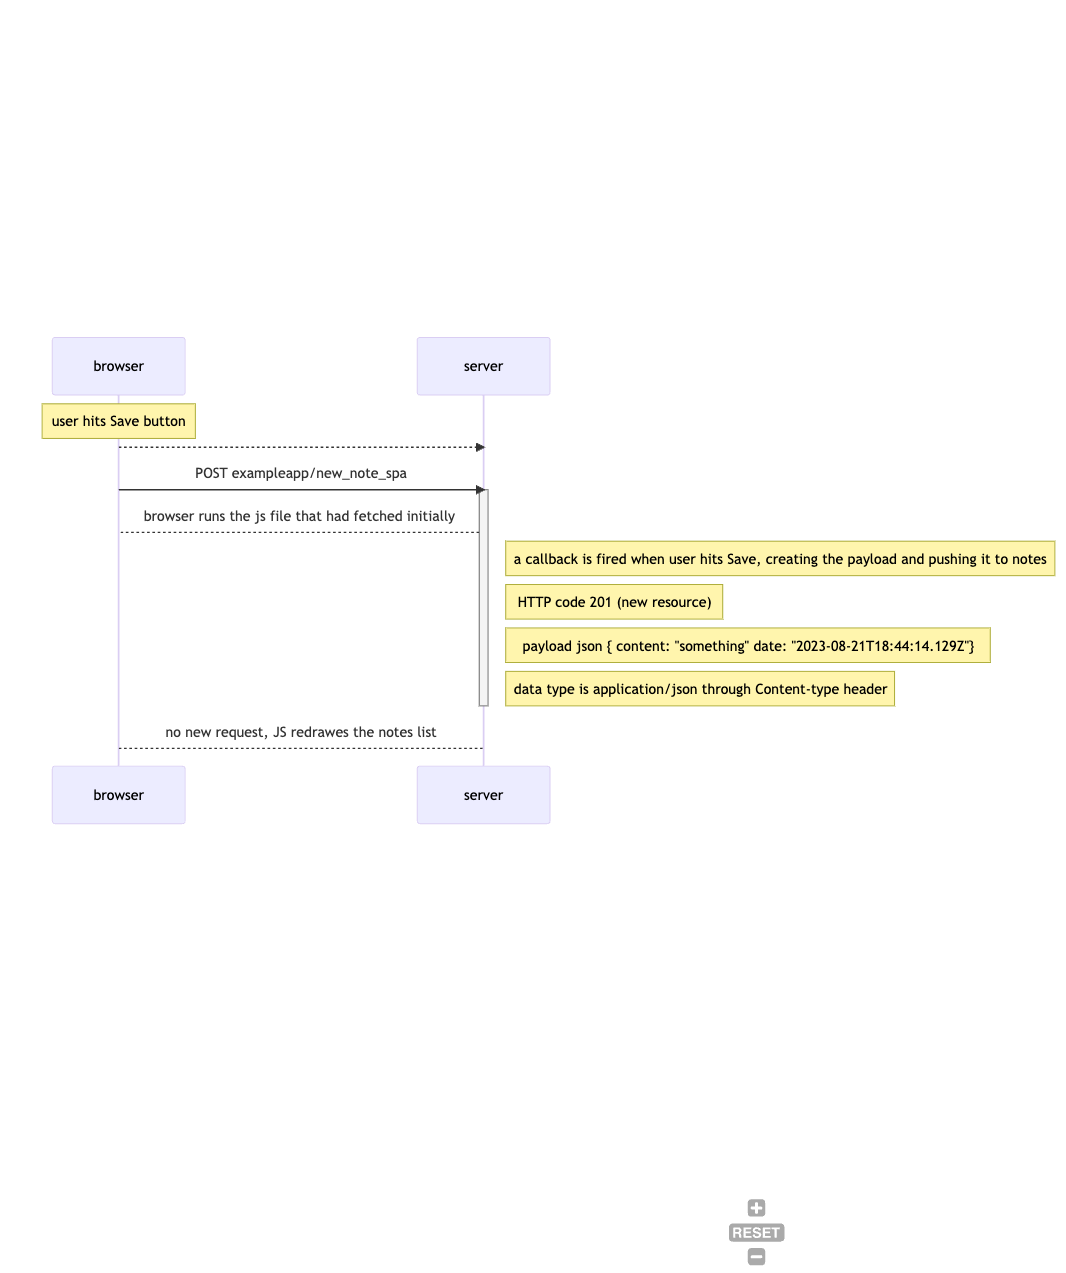 browser
server
user hits Save button
POST exampleapp/new_note_spa
browser runs the js file that had fetched initially
a callback is fired when user hits Save, creating the payload and pushing it to notes
HTTP code 201 (new resource)
payload json { content: "something" date: "2023-08-21T18:44:14.129Z"}
data type is application/json through Content-type header
no new request, JS redrawes the notes list
browser
server
RESET